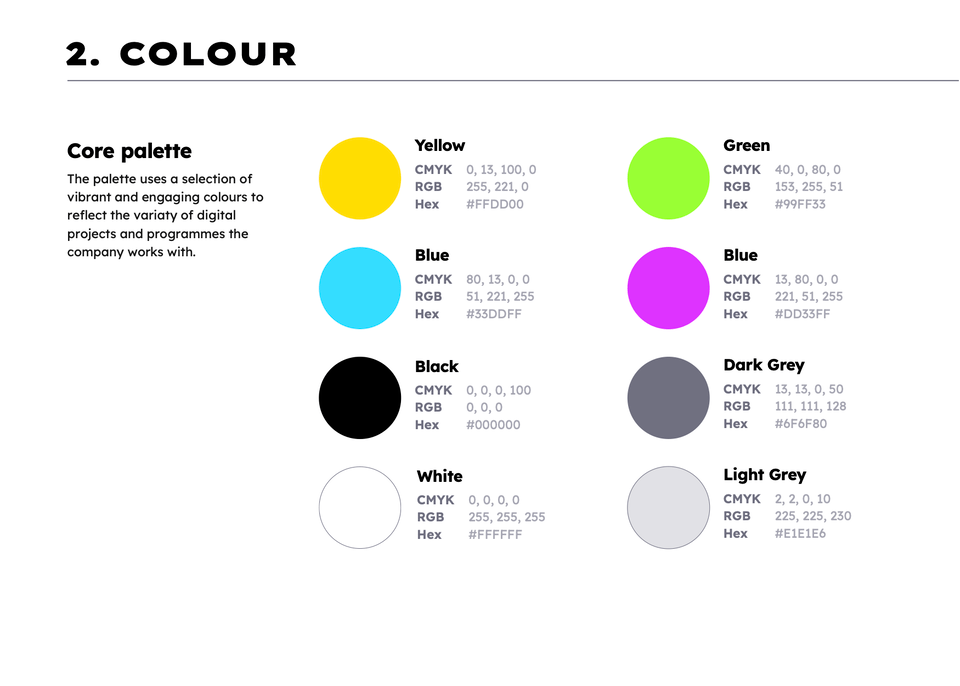 2. COLOUR
Core palette
The palette uses a selection of
vibrant and engaging colours to
reflect the variaty of digital
projects and programmes the
company works with.
Yellow
CMYK 0, 13, 100, 0
RGB 255, 221, 0
Hex #FFDD00
Green
CMYK 40, 0, 80, 0
RGB 153, 255, 51
Hex #99FF33
Blue
CMYK 80, 13, 0, 0
RGB 51, 221, 255
Hex #33DDFF
Blue
CMYK 13, 80, 0, 0
RGB 221, 51, 255
Hex #DD33FF
Black
CMYK 0, 0, 0, 100
RGB 0, 0, 0
Hex #000000
Dark Grey
CMYK 13, 13, 0, 50
RGB 111, 111, 128
Hex #6F6F80
White
CMYK 0, 0, 0, 0
RGB 255, 255, 255
Hex #FFFFFF
Light Grey
CMYK 2, 2, 0, 10
RGB 225, 225, 230
Hex #E1E1E6